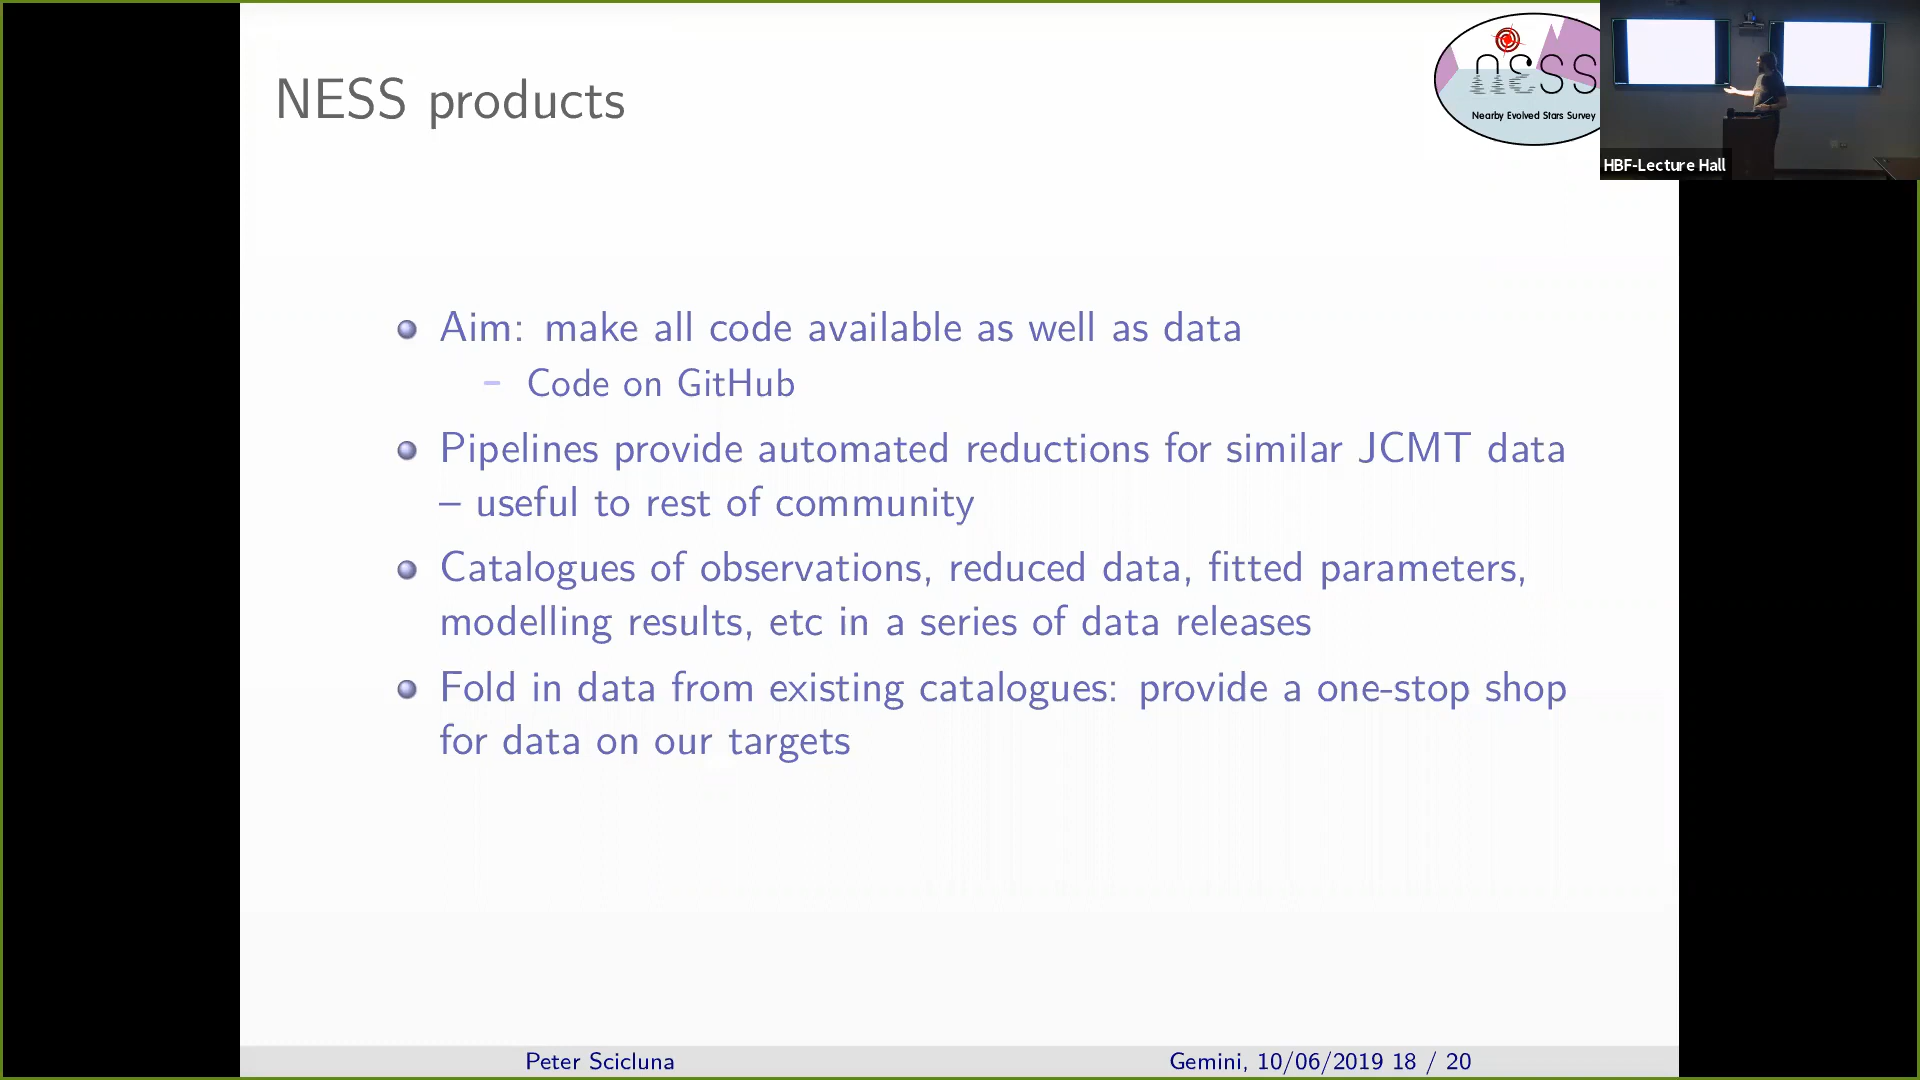 NESS products
ness
Nearby Evolved Stars Survey
HBF-Lecture Hall
Aim: make all code available as well as data
– Code on GitHub
Pipelines provide automated reductions for similar JCMT data
– useful to rest of community
Catalogues of observations, reduced data, fitted parameters,
modelling results, etc in a series of data releases
Fold in data from existing catalogues: provide a one-stop shop
for data on our targets
Peter Scicluna
Gemini, 10/06/2019 18 / 20